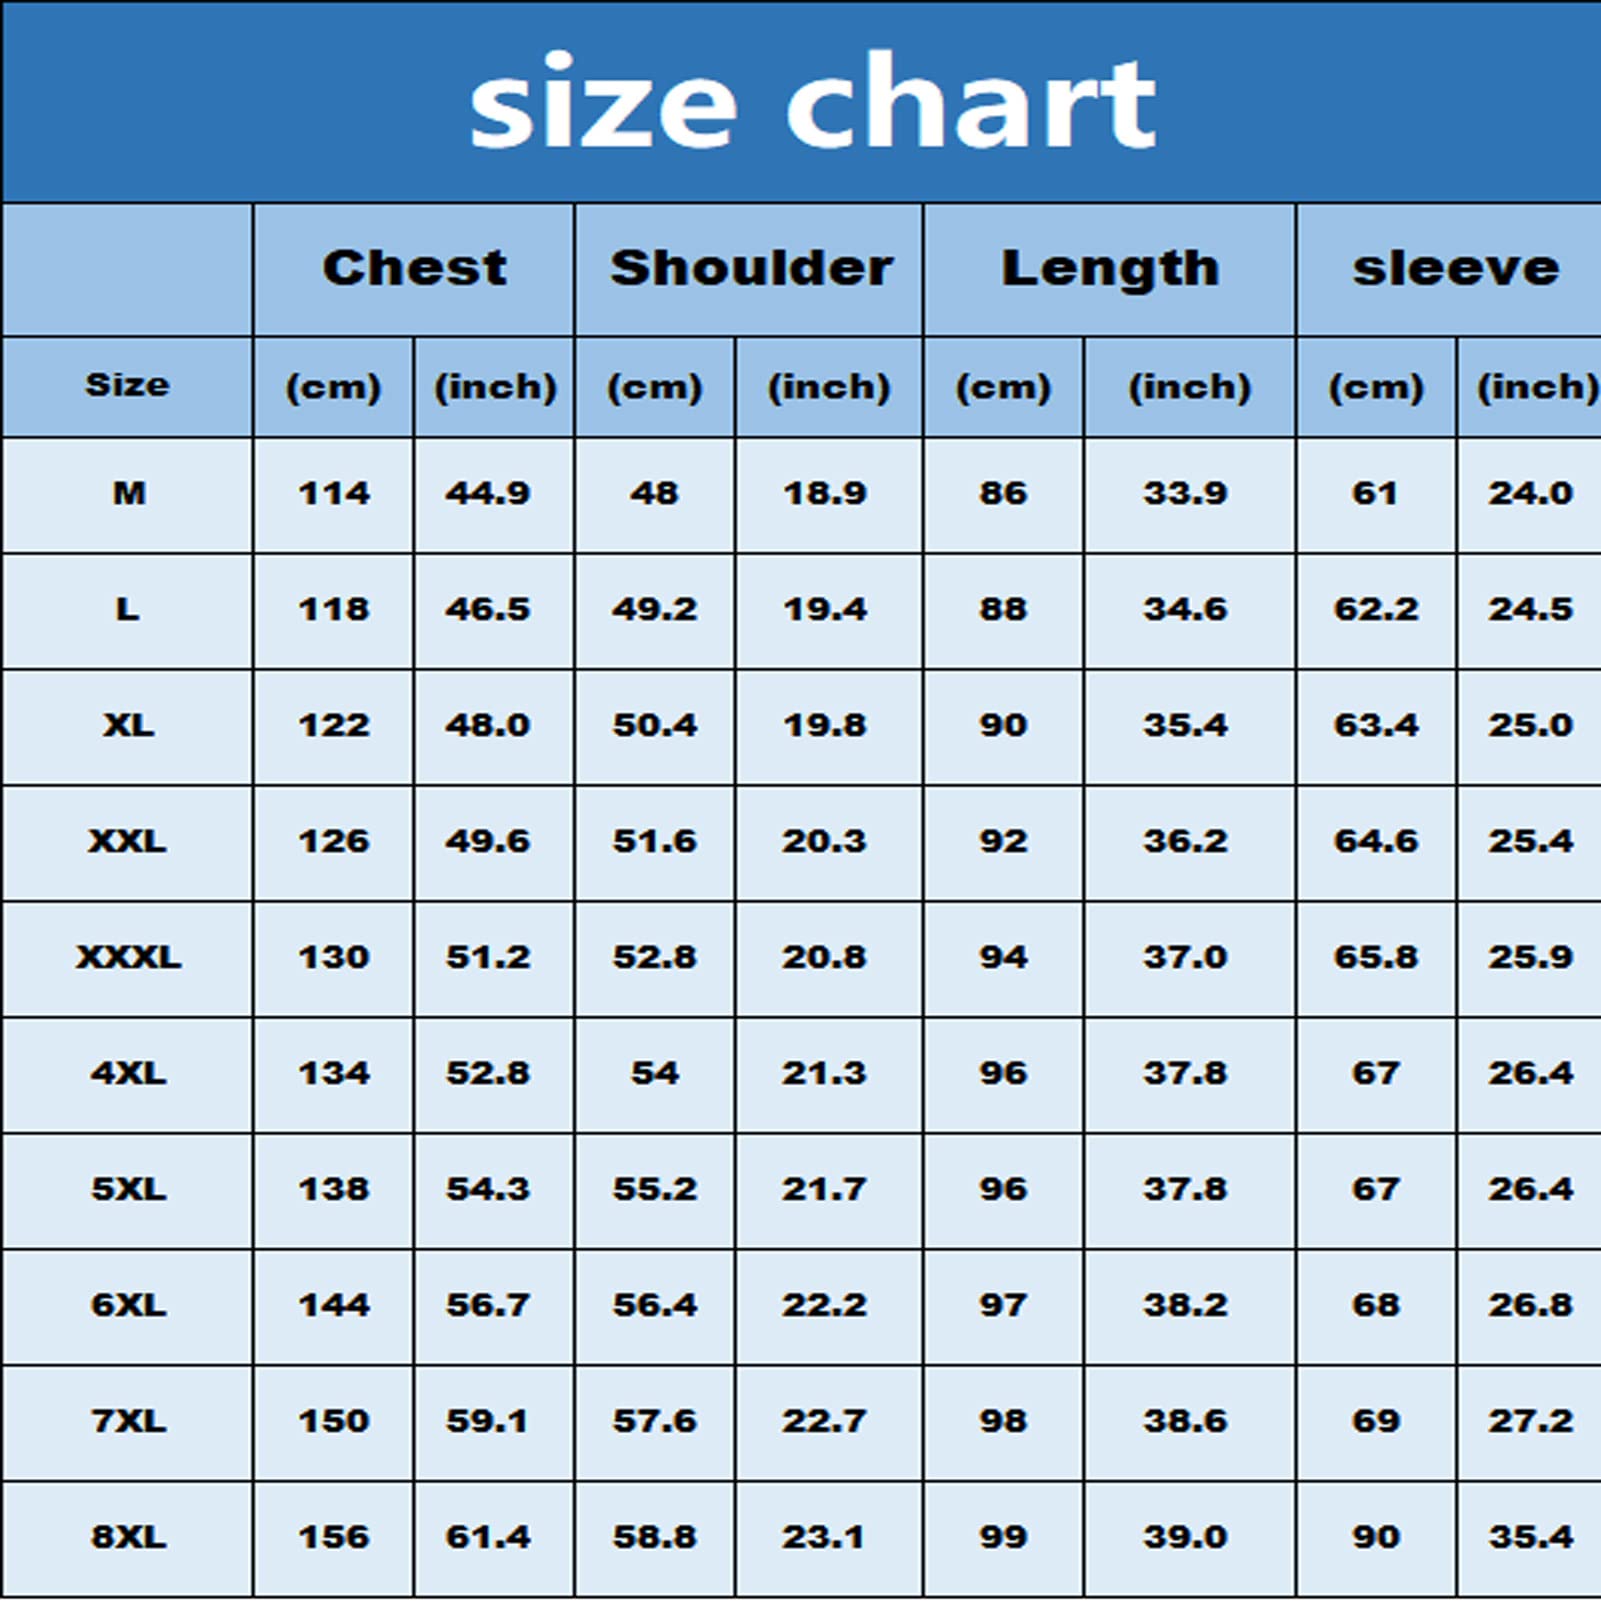 size chart
Chest Shoulder Length sleeve
Size (cm) (inch) (cm) (inch) (cm) (inch) (cm) (inch)
M 114 44.9 48 18.9 86 33.9 61 24.0
L 118 46.5 49.2 19.4 88 34.6 62.2 24.5
XL 122 48.0 50.4 19.8 90 35.4 63.4 25.0
XXL 126 49.6 51.6 20.3 92 36.2 64.6 25.4
XXXL 130 51.2 52.8 20.8 94 37.0 65.8 25.9
4XL 134 52.8 54 21.3 96 37.8 67 26.4
5XL 138 54.3 55.2 21.7 96 37.8 67 26.4
6XL 144 56.7 56.4 22.2 97 38.2 68 26.8
7XL 150 59.1 57.6 22.7 98 38.6 69 27.2
8XL 156 61.4 58.8 23.1 99 39.0 90 35.4